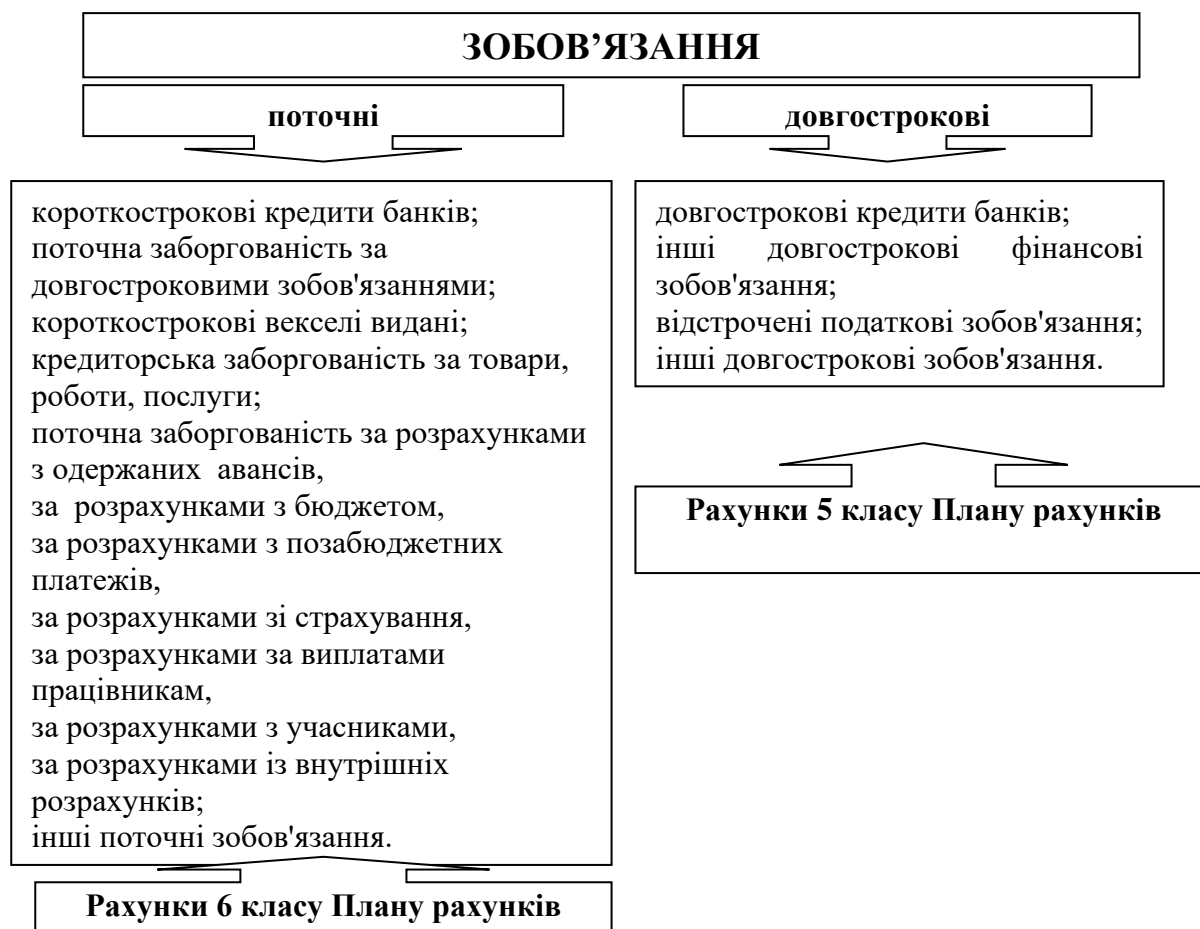 ЗОБОВ’ЯЗАННЯ
поточні
довгострокові
короткострокові кредити банків;
поточна заборгованість за
довгостроковими зобов'язаннями;
короткострокові векселі видані;
кредиторська заборгованість за товари,
роботи, послуги;
поточна заборгованість за розрахунками
з одержаних авансів,
за розрахунками з бюджетом,
за розрахунками з позабюджетних
платежів,
за розрахунками зі страхування,
за розрахунками за виплатами
працівникам,
за розрахунками з учасниками,
за розрахунками із внутрішніх
розрахунків;
інші поточні зобов'язання.
Рахунки 6 класу Плану рахунків
довгострокові кредити банків;
інші довгострокові фінансові
зобов'язання;
відстрочені податкові зобов'язання;
інші довгострокові зобов'язання.
Рахунки 5 класу Плану рахунків